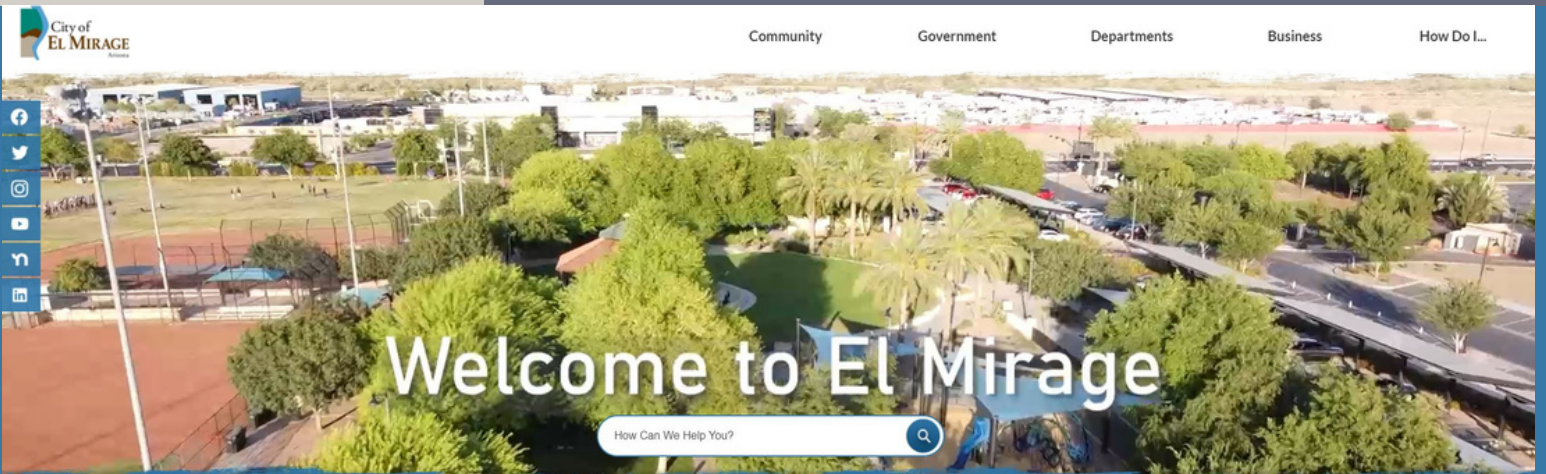 City of
EL MIRAGE
Arizona
Community
Government
Departments
Business
How Do I...
Welcome to El Mirage
How Can We Help You?